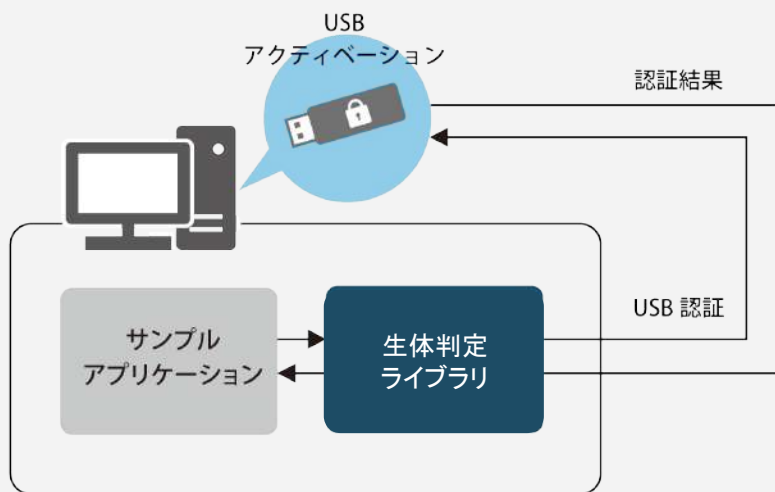 USB
アクティベーション
認証結果
USB 認証
サンプル
アプリケーション
生体判定
ライブラリ